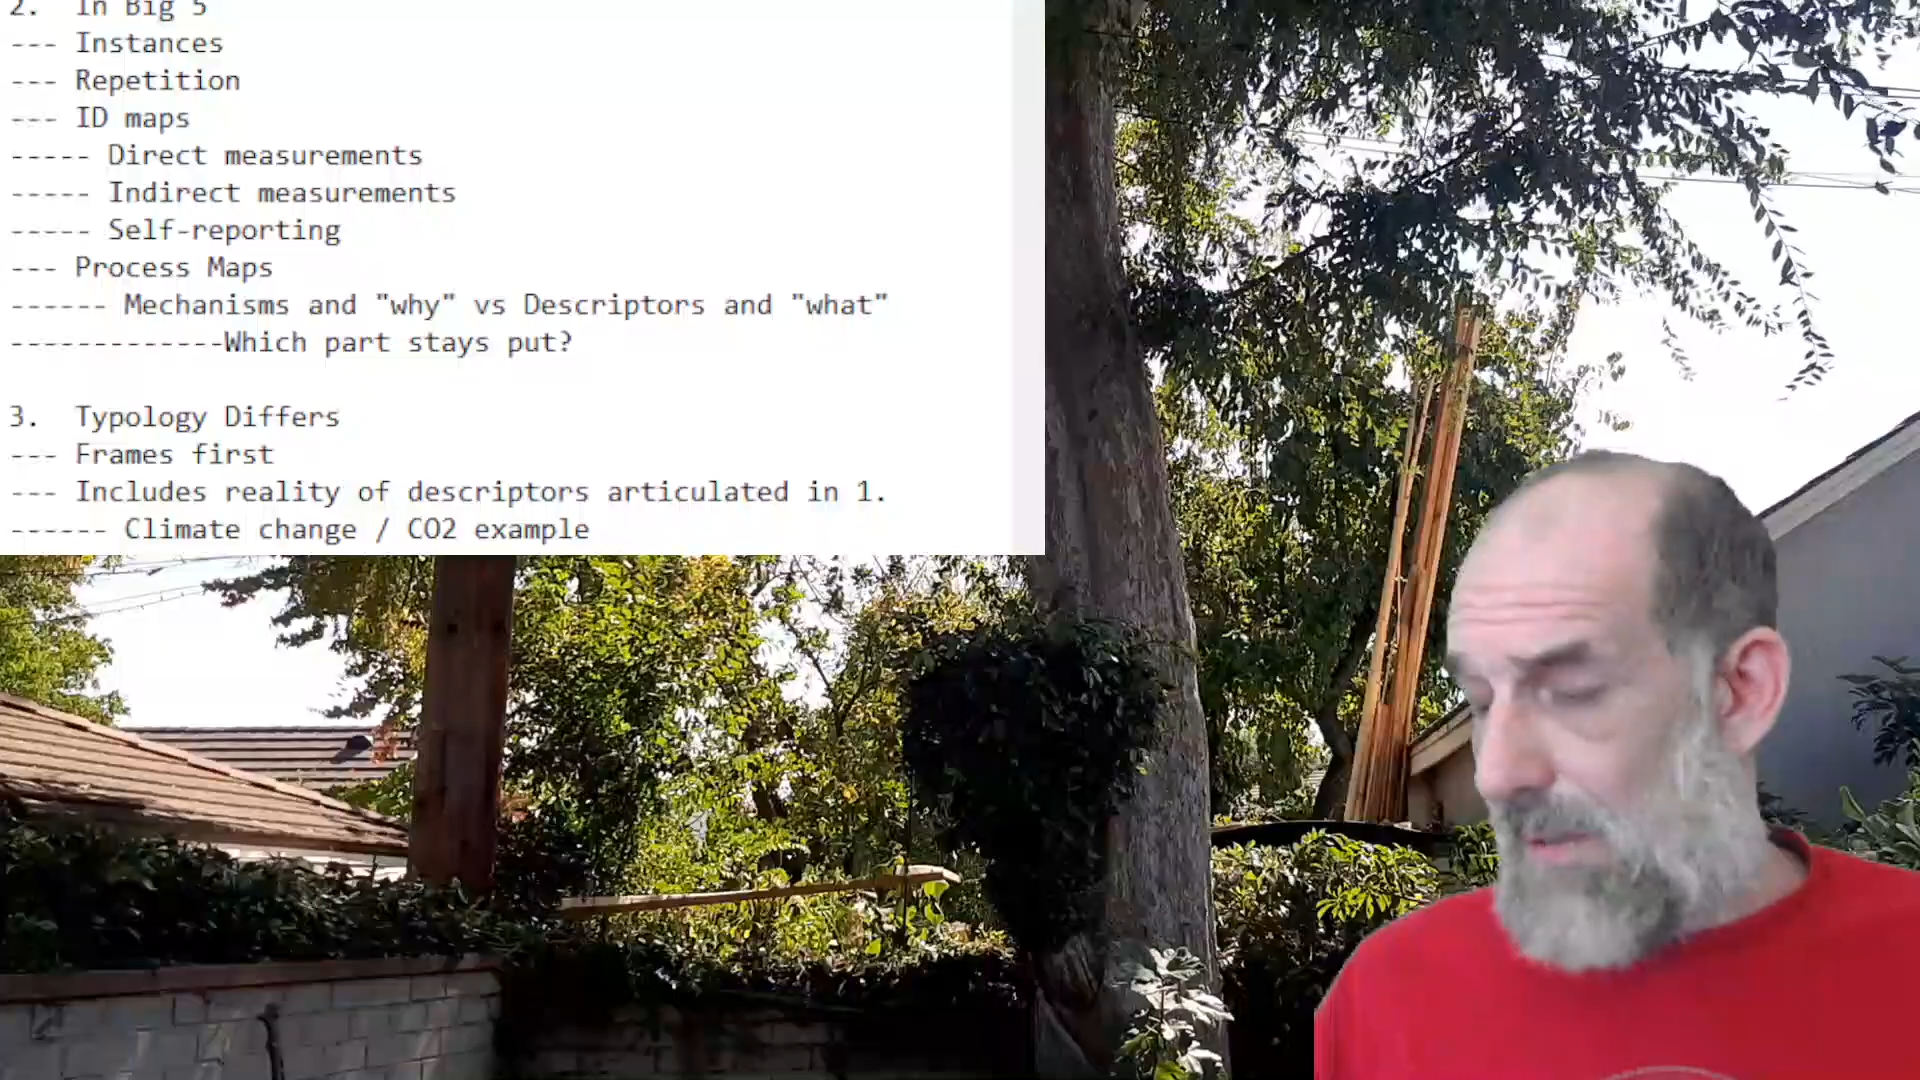 2.  In Big 5
--- Instances
--- Repetition
--- ID maps
----- Direct measurements
----- Indirect measurements
----- Self-reporting
--- Process Maps
------ Mechanisms and "why" vs Descriptors and "what"
-------------Which part stays put?
3.  Typology Differs
--- Frames first
--- Includes reality of descriptors articulated in 1.
------ Climate change / CO2 example